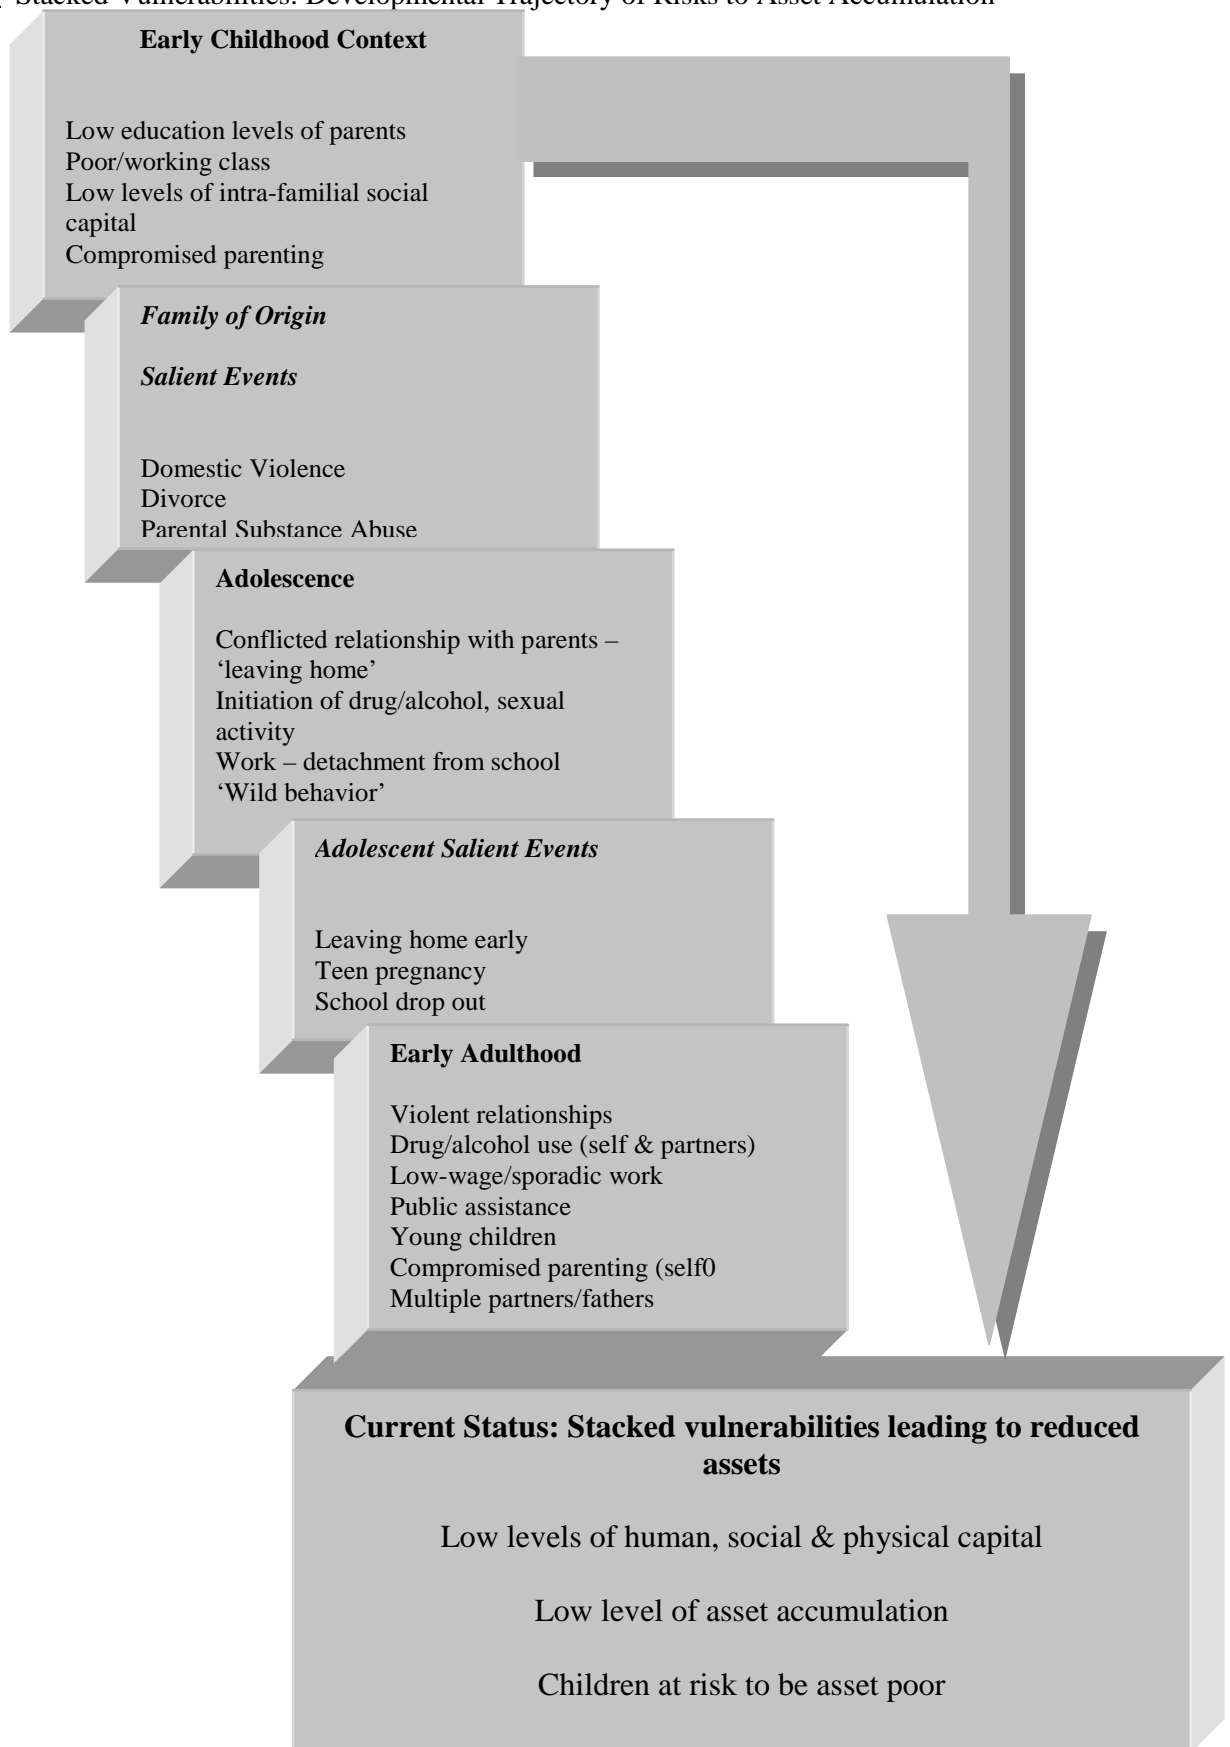 Stacked Vulnerabilities: Developmental Trajectory of Risks to Asset Accumulation
Early Childhood Context
Low education levels of parents
Poor/working class
Low levels of intra-familial social
capital
Compromised parenting
Family of Origin
Salient Events
Domestic Violence
Divorce
Parental Substance Abuse
Adolescence
Conflicted relationship with parents –
‘leaving home’
Initiation of drug/alcohol, sexual
activity
Work – detachment from school
‘Wild behavior’
Adolescent Salient Events
Leaving home early
Teen pregnancy
School drop out
Early Adulthood
Violent relationships
Drug/alcohol use (self & partners)
Low-wage/sporadic work
Public assistance
Young children
Compromised parenting (self0
Multiple partners/fathers
Current Status: Stacked vulnerabilities leading to reduced
assets
Low levels of human, social & physical capital
Low level of asset accumulation
Children at risk to be asset poor